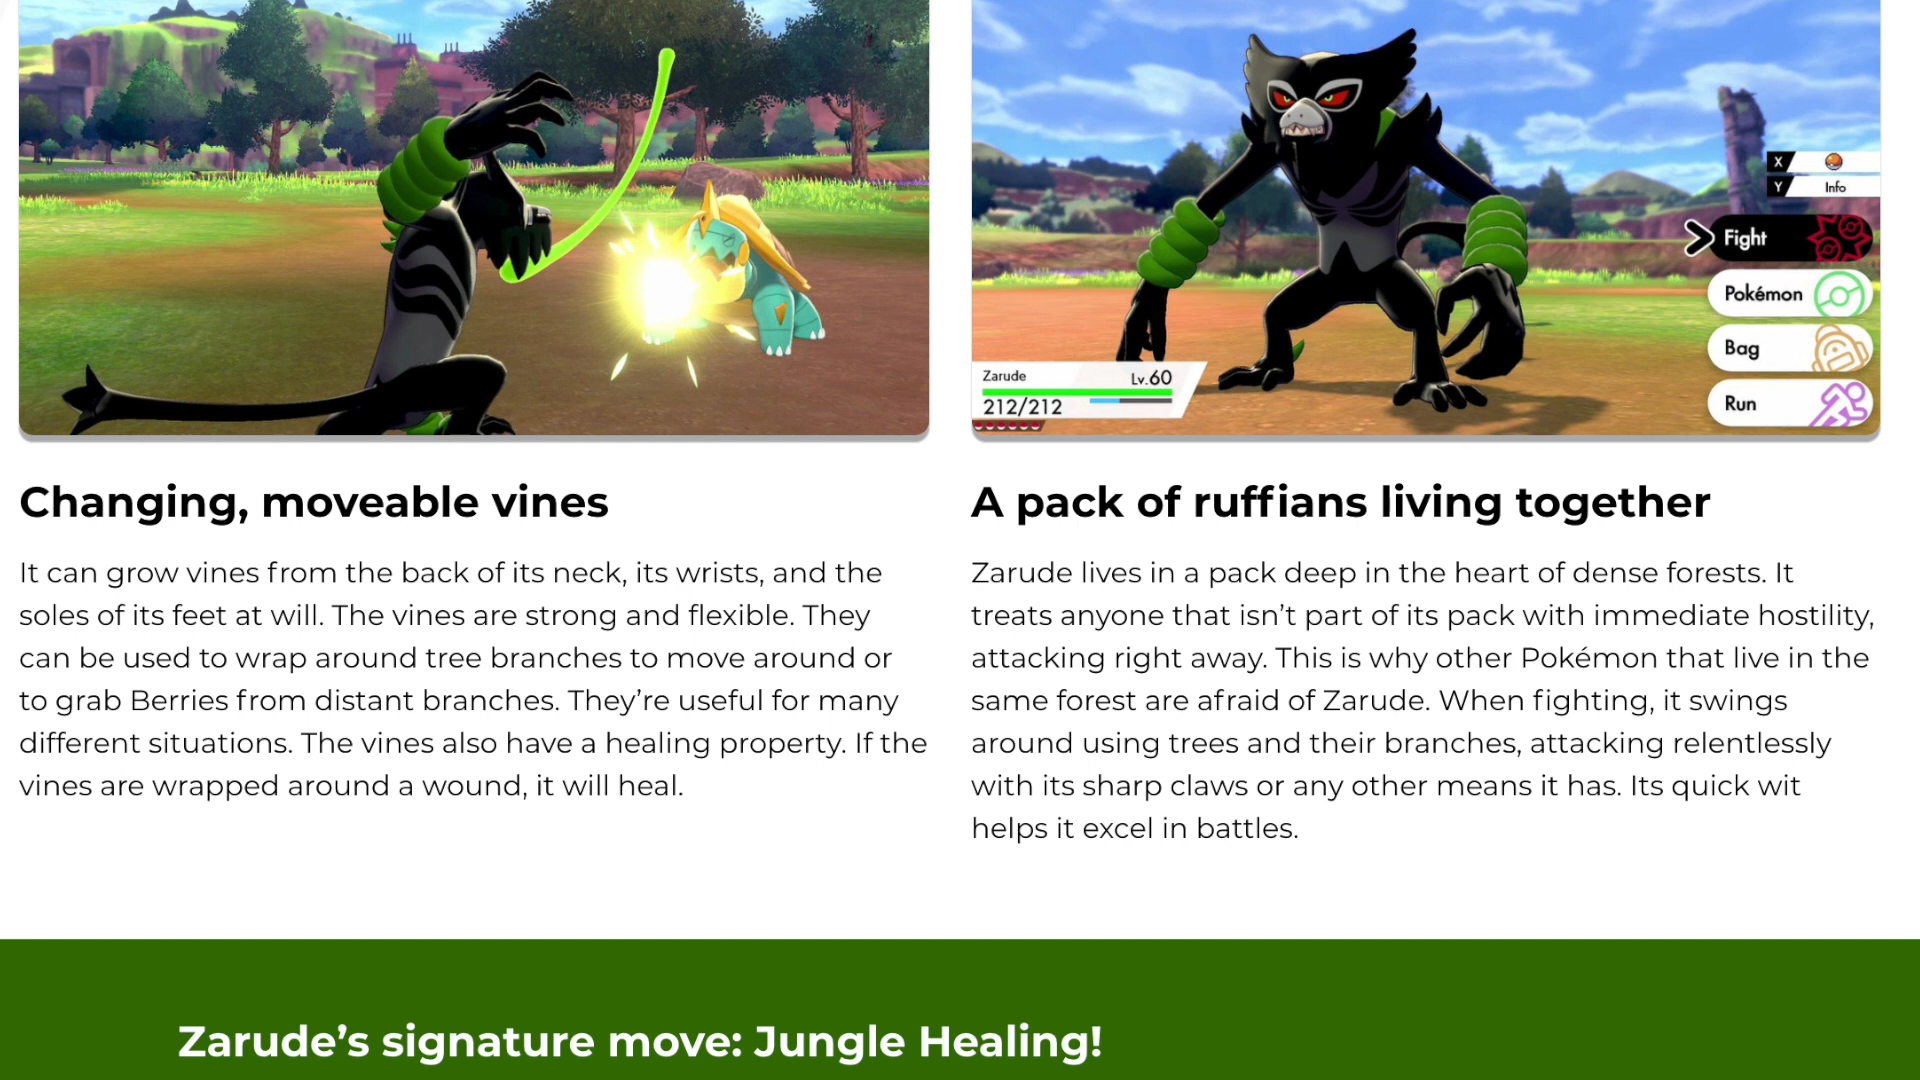 X
Y Info
Fight
Pokémon
Bag
Run
Zarude Lv.60
212/212
Changing, moveable vines
It can grow vines from the back of its neck, its wrists, and the
soles of its feet at will. The vines are strong and flexible. They
can be used to wrap around tree branches to move around or
to grab Berries from distant branches. They’re useful for many
different situations. The vines also have a healing property. If the
vines are wrapped around a wound, it will heal.
A pack of ruffians living together
Zarude lives in a pack deep in the heart of dense forests. It
treats anyone that isn’t part of its pack with immediate hostility,
attacking right away. This is why other Pokémon that live in the
same forest are afraid of Zarude. When fighting, it swings
around using trees and their branches, attacking relentlessly
with its sharp claws or any other means it has. Its quick wit
helps it excel in battles.
Zarude’s signature move: Jungle Healing!